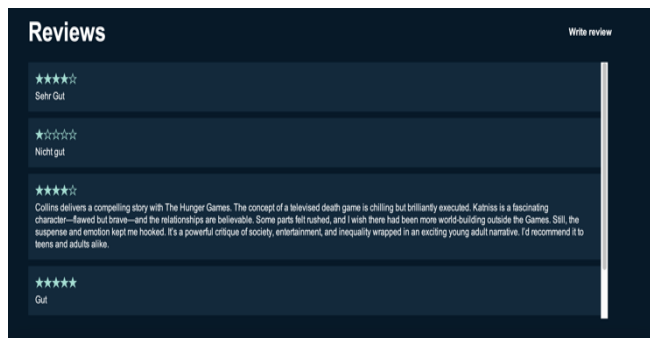 Reviews
Write review
★★★★☆
Sehr Gut
★☆☆☆☆
Nicht gut
★★★★☆
Collins delivers a compelling story with The Hunger Games. The concept of a televised death game is chilling but brilliantly executed. Katniss is a fascinating
character—flawed but brave—and the relationships are believable. Some parts felt rushed, and I wish there had been more world-building outside the Games. Still, the
suspense and emotion kept me hooked. It's a powerful critique of society, entertainment, and inequality wrapped in an exciting young adult narrative. I'd recommend it to
teens and adults alike.
★★★★★
Gut